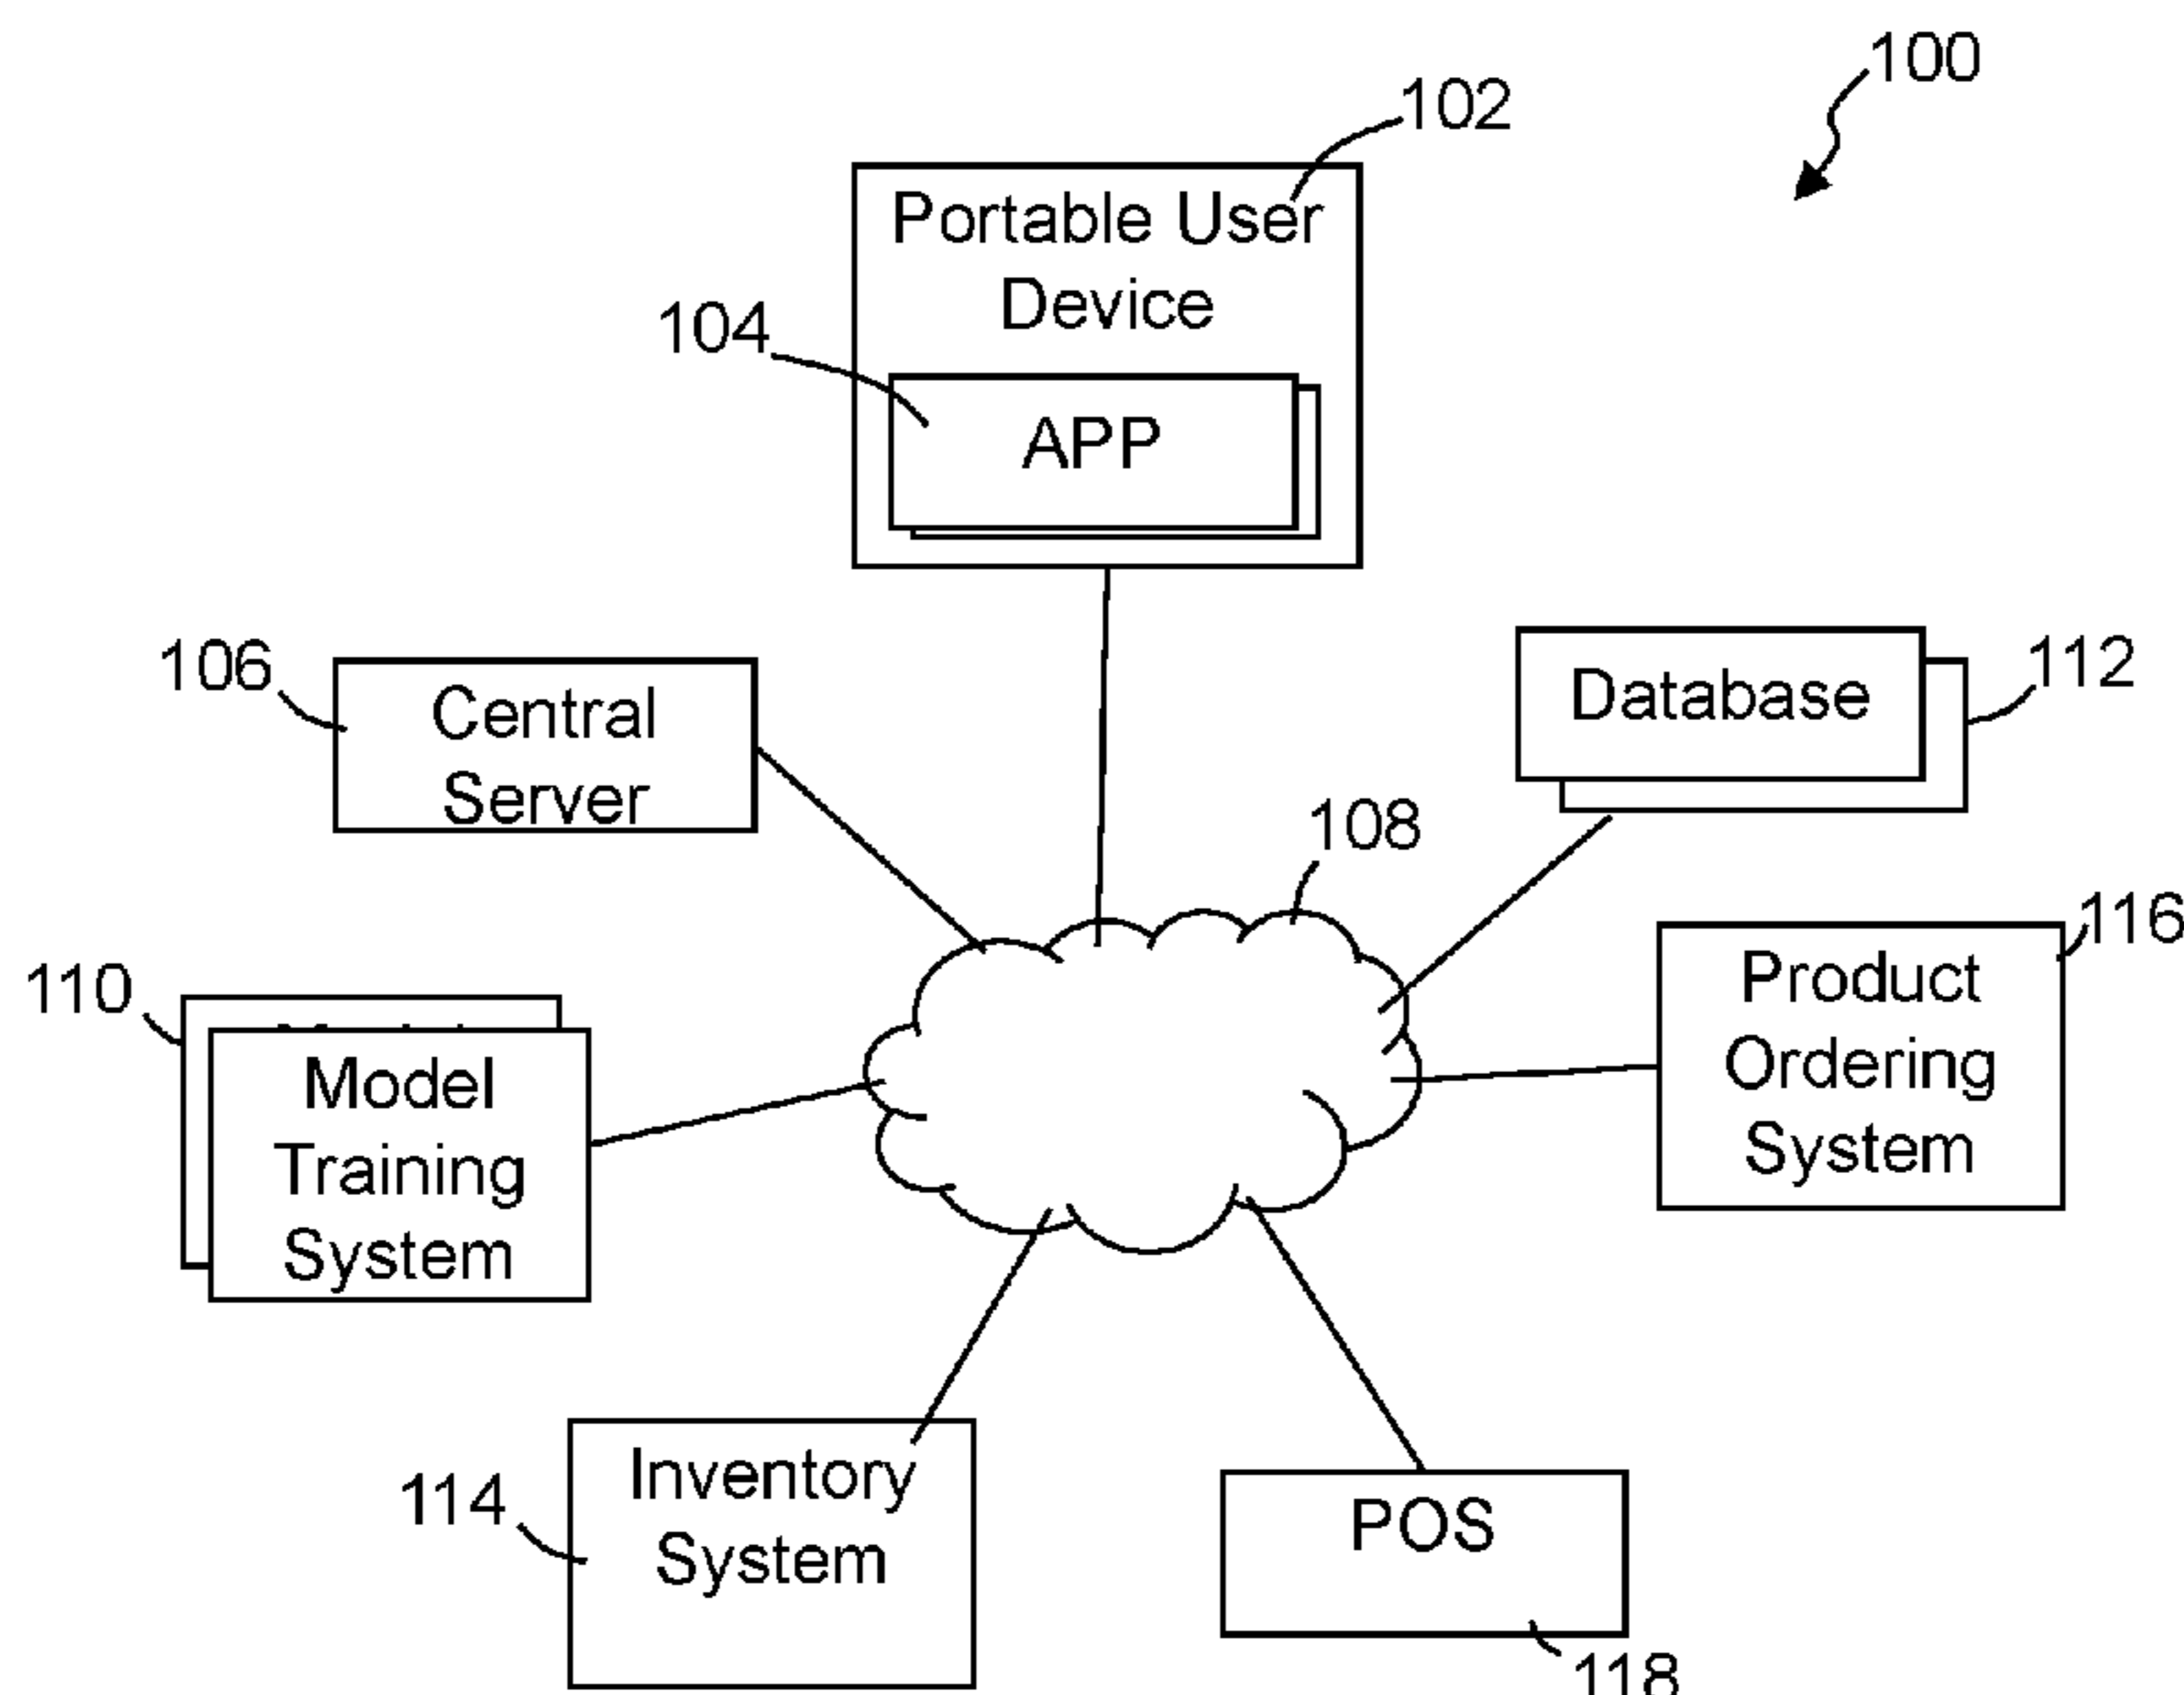 100
102
Portable User
Device
104
APP
106
Central
Server
Database
112
108
116
Product
Ordering
System
110
Model
Training
System
114
Inventory
System
POS
118